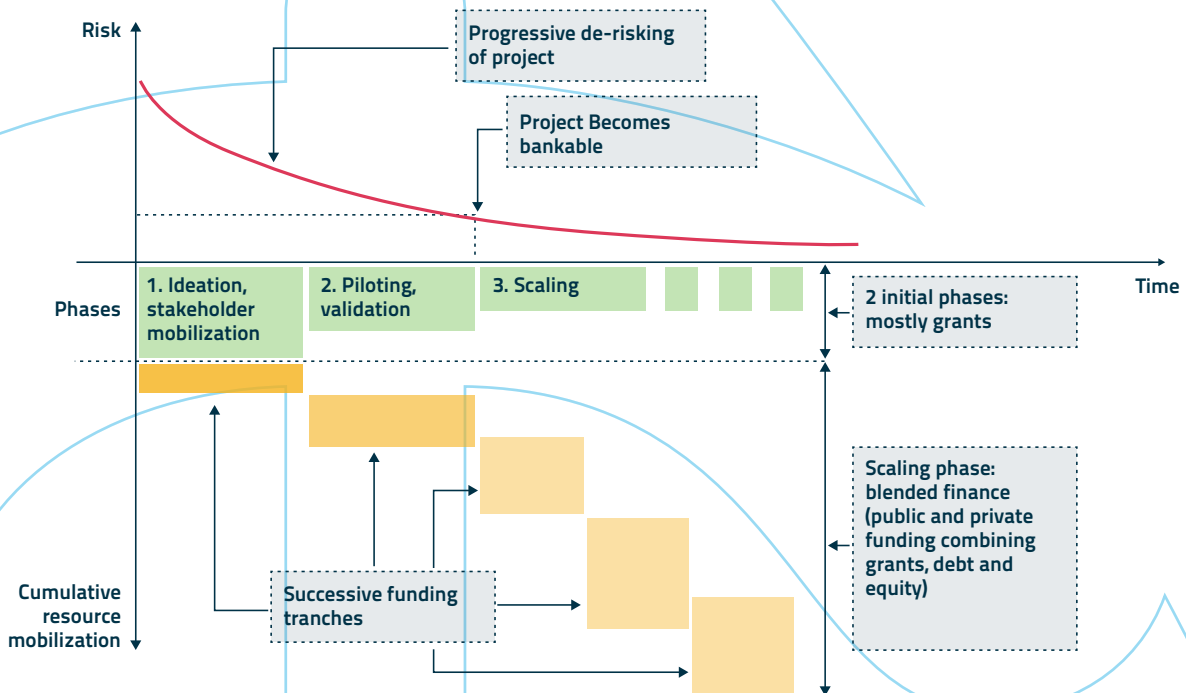 Risk
Progressive de-risking
of project
Project Becomes
bankable
Time
Phases
1. Ideation,
stakeholder
mobilization
2. Piloting,
validation
3. Scaling
2 initial phases:
mostly grants
Scaling phase:
blended finance
(public and private
funding combining
grants, debt and
equity)
Successive funding
tranches
Cumulative
resource
mobilization